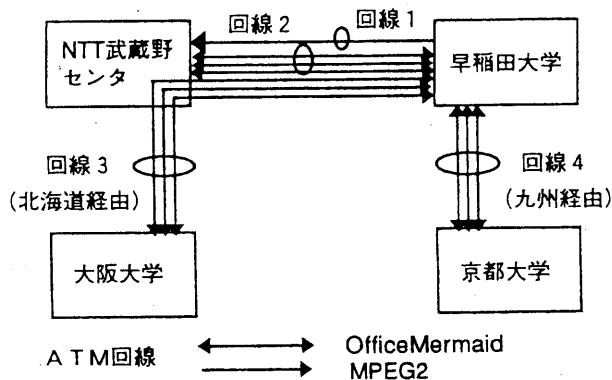 回線2
回線1
NTT武蔵野
センタ
早稲田大学
回線3
(北海道経由)
回線4
(九州経由)
大阪大学
京都大学
ATM回線
OfficeMermaid
MPEG2